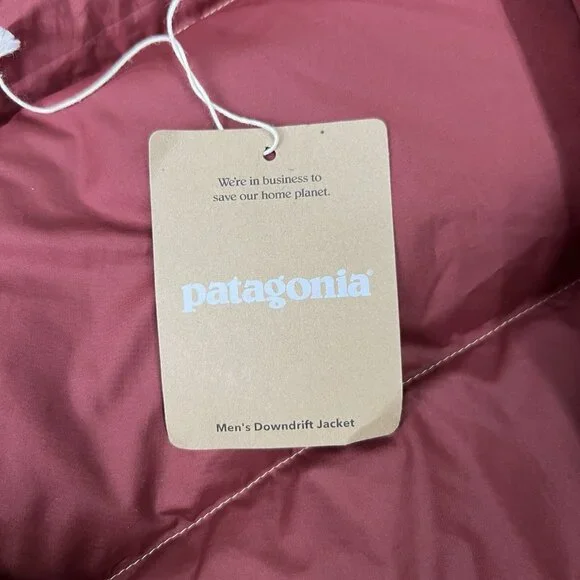 We're in business to
save our home planet.
patagonia®
Men's Downdrift Jacket